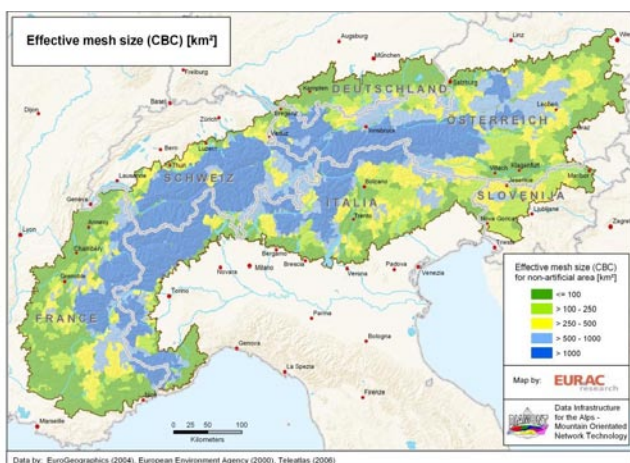 Effective mesh size (CBC) [km²]
Augsburg
Linz
München
Freiburg
Salzburg
Kempten
DEUTSCHLAND
Basel
Dijon
Bregenz
Leoben
Zürich
ÖSTERREICH
Innsbruck
Vaduz
Graz
Luzern
Bern
Thun
SCHWEIZ
Villach
Klagenfurt
Maribor
Lausanne
Jesenice
Bolzano
SLOVENIJA
ITALIA
Genève
Trento
Ljubljana
Nova Gorica
Annecy
Zagreb
Lyon
Trieste
Chambéry
Bergamo
Novara
Milano
Brescia
Verona
Padova
Venezia
Grenoble
Torino
FRANCE
Parma
Bologna
Genova
La Spezia
Nice
Firenze
Marseille
0 25 50 100
Kilometers
Effective mesh size (CBC)
for non-artificial area [km²]
<= 100
> 100 - 250
> 250 - 500
> 500 - 1000
> 1000
Map by:
EURAC
research
Data Infrastructure
for the Alps -
Mountain Orientated
Network Technology
Data by: EuroGeographics (2004), European Environment Agency (2000), Teleatlas (2006)